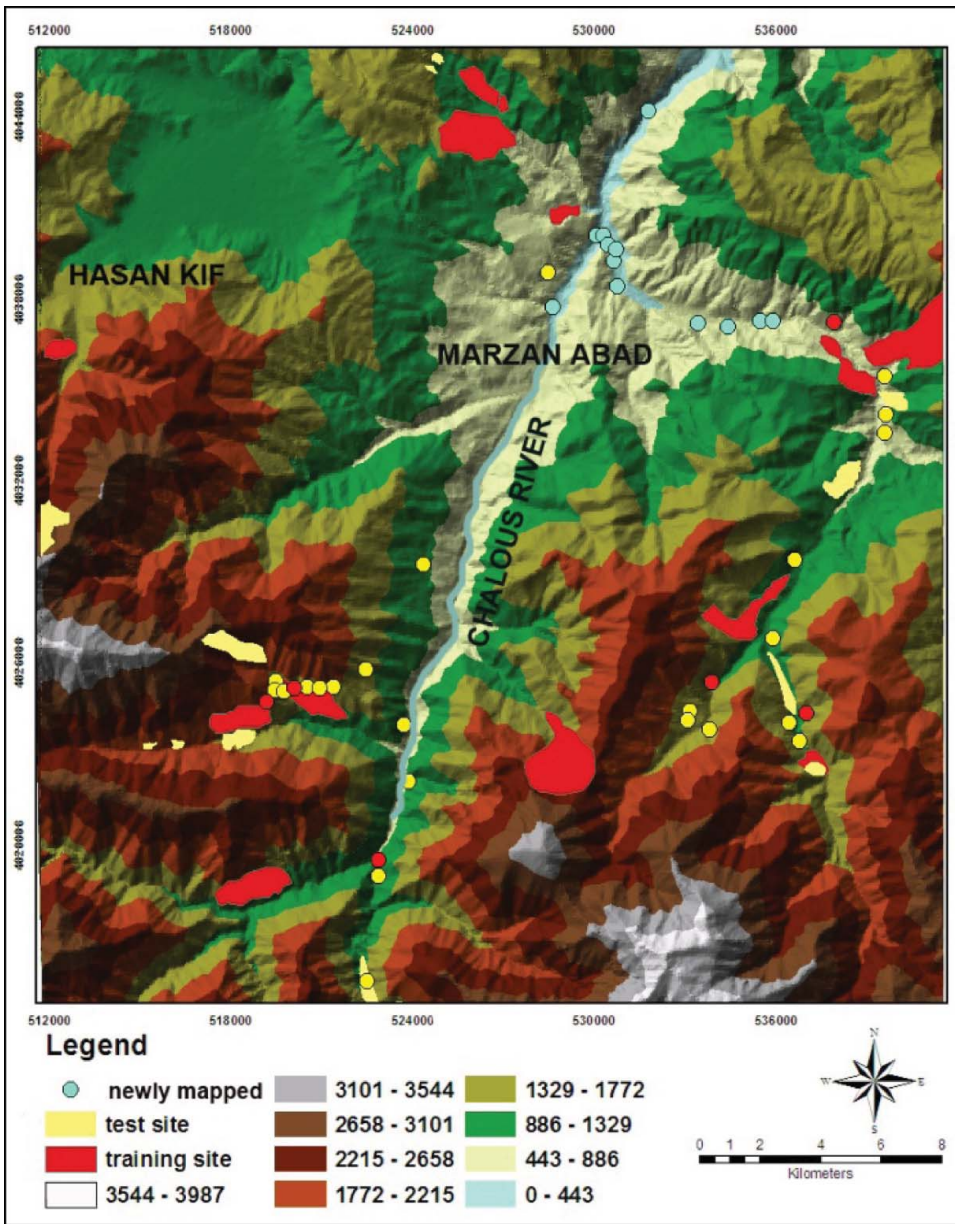 512000 518000 524000 530000 536000
4044000
4038000
4032000
4026000
4020000
HASAN KIF
MARZAN ABAD
CHALOUS RIVER
512000 518000 524000 530000 536000
Legend
newly mapped
test site
training site
3544 - 3987
3101 - 3544
2658 - 3101
2215 - 2658
1772 - 2215
1329 - 1772
886 - 1329
443 - 886
0 - 443
N
W E
S
0 1 2 4 6 8
Kilometers